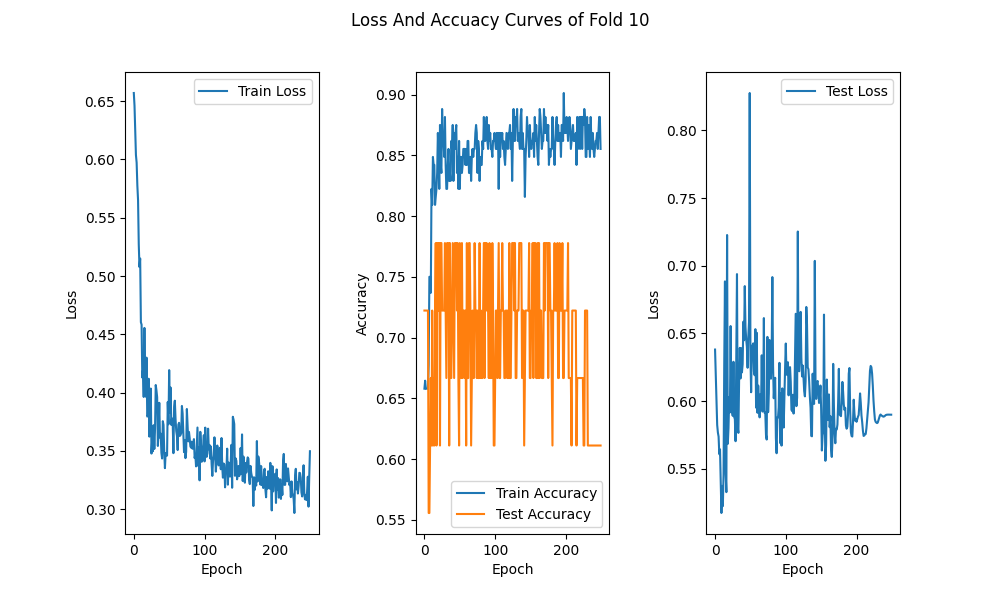 Loss And Accuacy Curves of Fold 10
Train Loss
0.65
0.60
0.55
0.50
0.45
0.40
0.35
0.30
Loss
0
100
200
Epoch
0.90
0.85
0.80
0.75
0.70
0.65
0.60
0.55
Accuracy
Train Accuracy
Test Accuracy
0
100
200
Epoch
Test Loss
0.80
0.75
0.70
0.65
0.60
0.55
Loss
0
100
200
Epoch